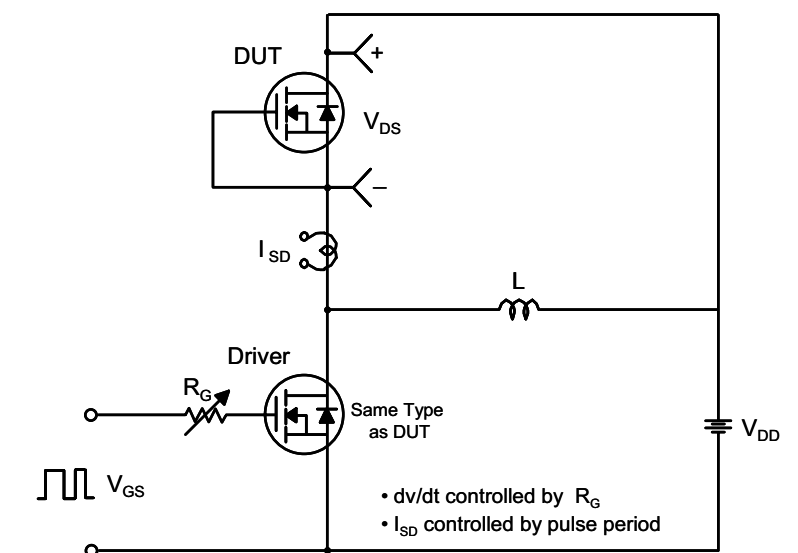 DUT
+
V_DS
−
I_SD
L
Driver
R_G
Same Type
as DUT
V_DD
V_GS
• dv/dt controlled by R_G
• I_SD controlled by pulse period